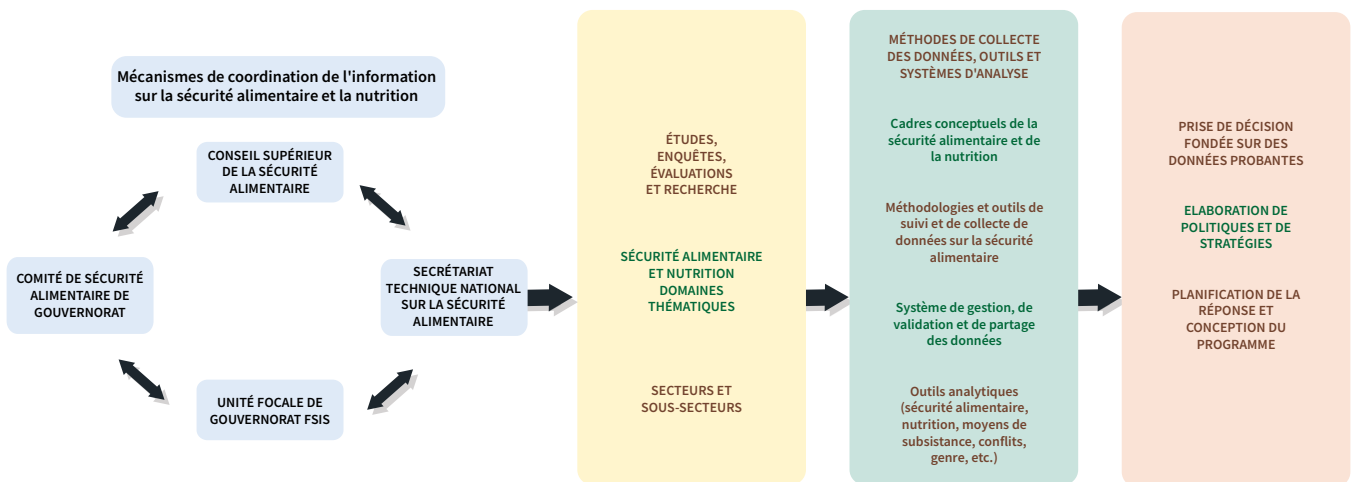 Mécanismes de coordination de l'information
sur la sécurité alimentaire et la nutrition
CONSEIL SUPÉRIEUR
DE LA SÉCURITÉ
ALIMENTAIRE
COMITÉ DE SÉCURITÉ
ALIMENTAIRE DE
GOUVERNORAT
SECRÉTARIAT
TECHNIQUE NATIONAL
SUR LA SÉCURITÉ
ALIMENTAIRE
UNITÉ FOCALE DE
GOUVERNORAT FSIS
ÉTUDES,
ENQUÊTES,
ÉVALUATIONS
ET RECHERCHE
SÉCURITÉ ALIMENTAIRE
ET NUTRITION
DOMAINES
THÉMATIQUES
SECTEURS ET
SOUS-SECTEURS
MÉTHODES DE COLLECTE
DES DONNÉES, OUTILS ET
SYSTÈMES D'ANALYSE
Cadres conceptuels de la
sécurité alimentaire et de
la nutrition
Méthodologies et outils de
suivi et de collecte de
données sur la sécurité
alimentaire
Système de gestion, de
validation et de partage
des données
Outils analytiques
(sécurité alimentaire,
nutrition, moyens de
subsistance, conflits,
genre, etc.)
PRISE DE DÉCISION
FONDÉE SUR DES
DONNÉES PROBANTES
ELABORATION DE
POLITIQUES ET DE
STRATÉGIES
PLANIFICATION DE LA
RÉPONSE ET
CONCEPTION DU
PROGRAMME